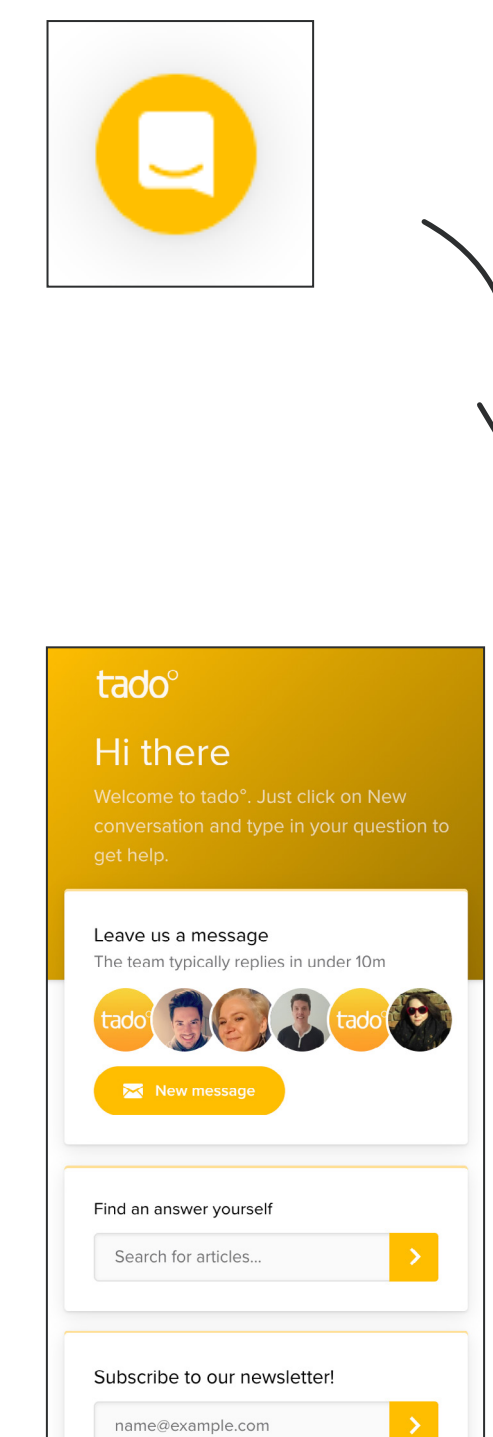 tado°
Hi there
Welcome to tado°. Just click on New
conversation and type in your question to
get help.
Leave us a message
The team typically replies in under 10m
tado° tado°
New message
Find an answer yourself
Search for articles...
Subscribe to our newsletter!
name@example.com